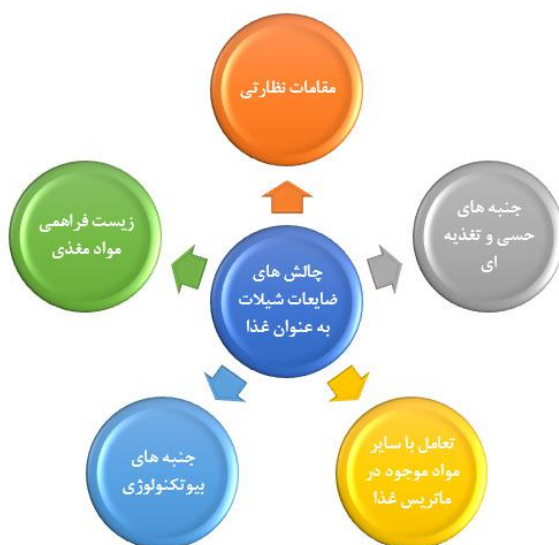 مقامات نظارتی
جنبه های
حسی و تغذیه
ای
زیست فراهمی
مواد مغذی
چالش های
ضایعات شیلات
به عنوان غذا
تعامل با سایر
مواد موجود در
ماتریس غذا
جنبه های
بیوتکنولوژی